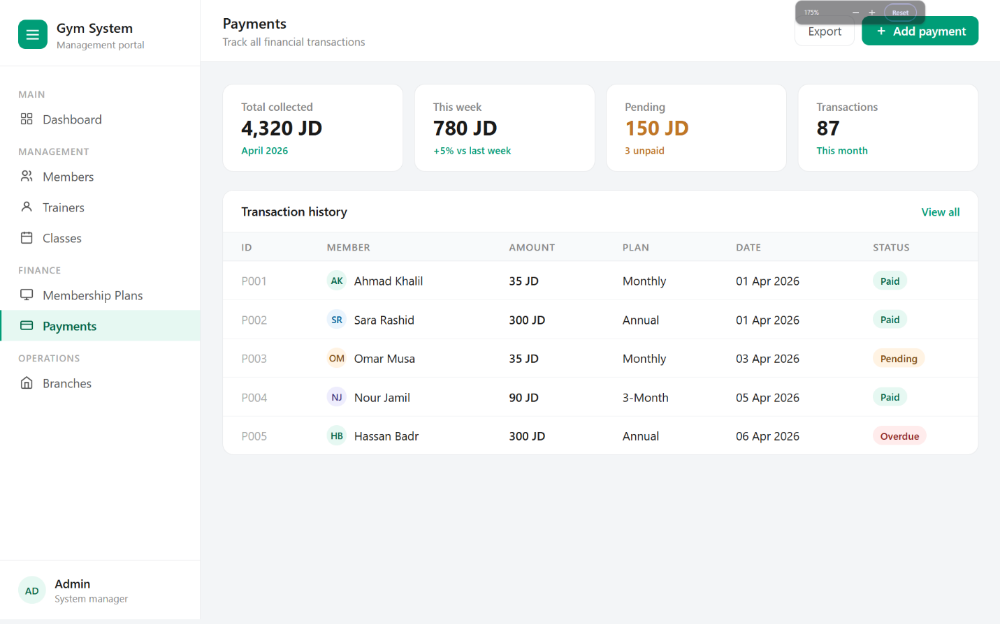 Gym System
Management portal
MAIN
Dashboard
MANAGEMENT
Members
Trainers
Classes
FINANCE
Membership Plans
Payments
OPERATIONS
Branches
AD
Admin
System manager
Payments
Track all financial transactions
175% − + Reset
Export
+ Add payment
Total collected
4,320 JD
April 2026
This week
780 JD
+5% vs last week
Pending
150 JD
3 unpaid
Transactions
87
This month
Transaction history
View all
ID MEMBER AMOUNT PLAN DATE STATUS
P001 AK Ahmad Khalil 35 JD Monthly 01 Apr 2026 Paid
P002 SR Sara Rashid 300 JD Annual 01 Apr 2026 Paid
P003 OM Omar Musa 35 JD Monthly 03 Apr 2026 Pending
P004 NJ Nour Jamil 90 JD 3-Month 05 Apr 2026 Paid
P005 HB Hassan Badr 300 JD Annual 06 Apr 2026 Overdue